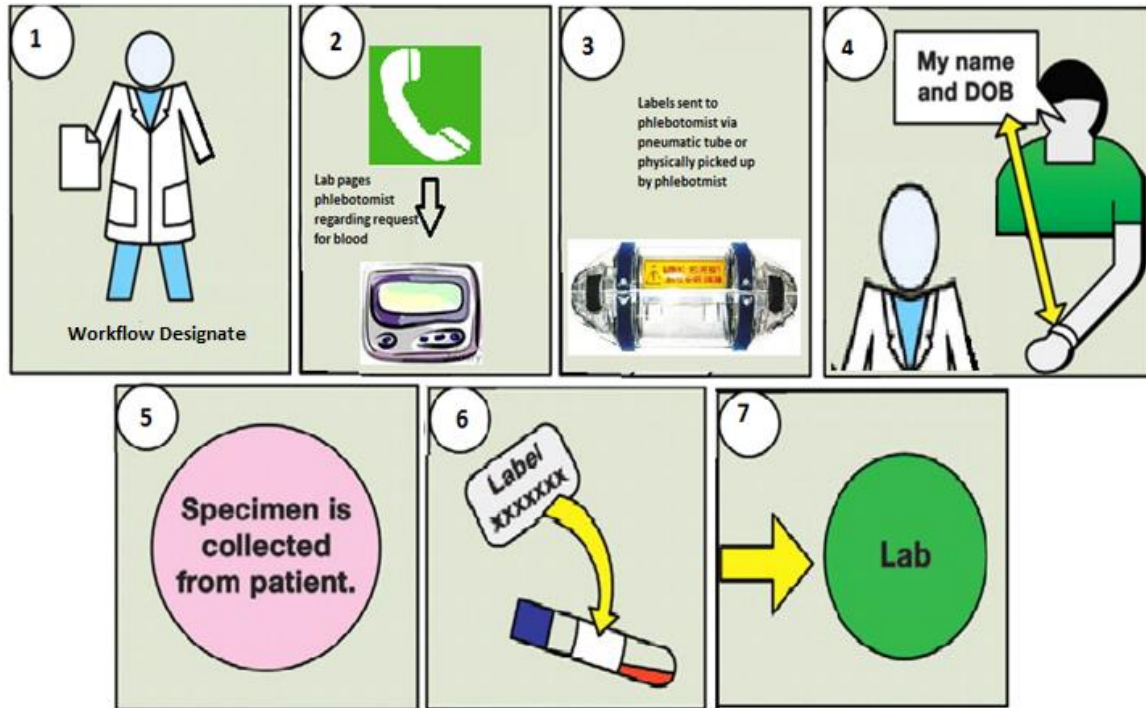 1
Workflow Designate
2
Lab pages
phlebotomist
regarding request
for blood
3
Labels sent to
phlebotomist via
pneumatic tube or
physically picked up
by phlebotmist
4
My name
and DOB
5
Specimen is
collected
from patient.
6
Label
xxxxxxx
7
Lab